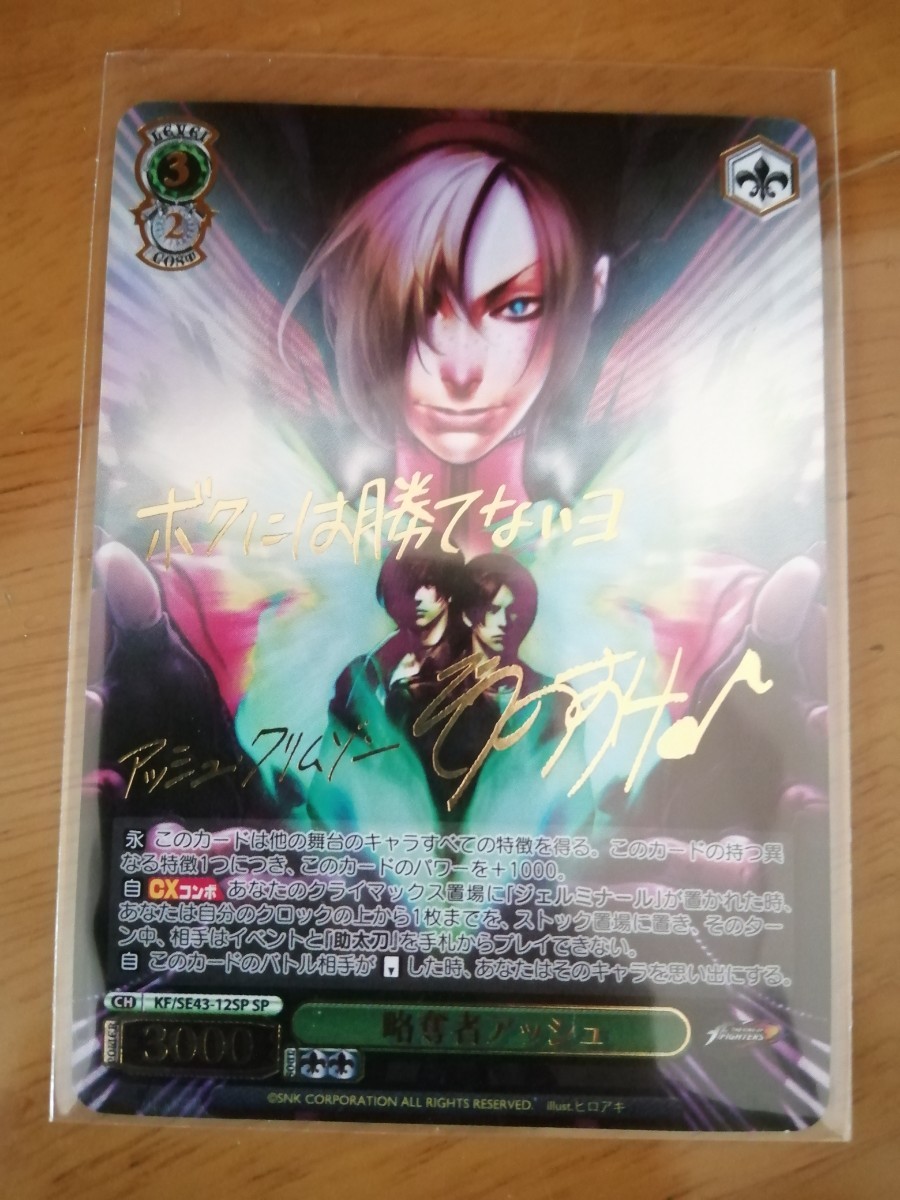 LEVEL
3
2
COST
ボクには勝てないヨ
アッシュ・クリムゾン
永 このカードは他の舞台のキャラすべての特徴を得る。このカードの持つ異
なる特徴1つにつき、このカードのパワーを+1000。
自 CXコンボ あなたのクライマックス置場に「ジェルミナール」が置かれた時、
あなたは自分のクロックの上から1枚までを、ストック置場に置き、そのター
ン中、相手はイベントと『助太刀』を手札からプレイできない。
自 このカードのバトル相手が した時、あなたはそのキャラを思い出にする。
CH KF/SE43-12SP SP
POWER 3000
SOUL
略奪者アッシュ
THE KING OF FIGHTERS
©SNK CORPORATION ALL RIGHTS RESERVED. illust.ヒロアキ